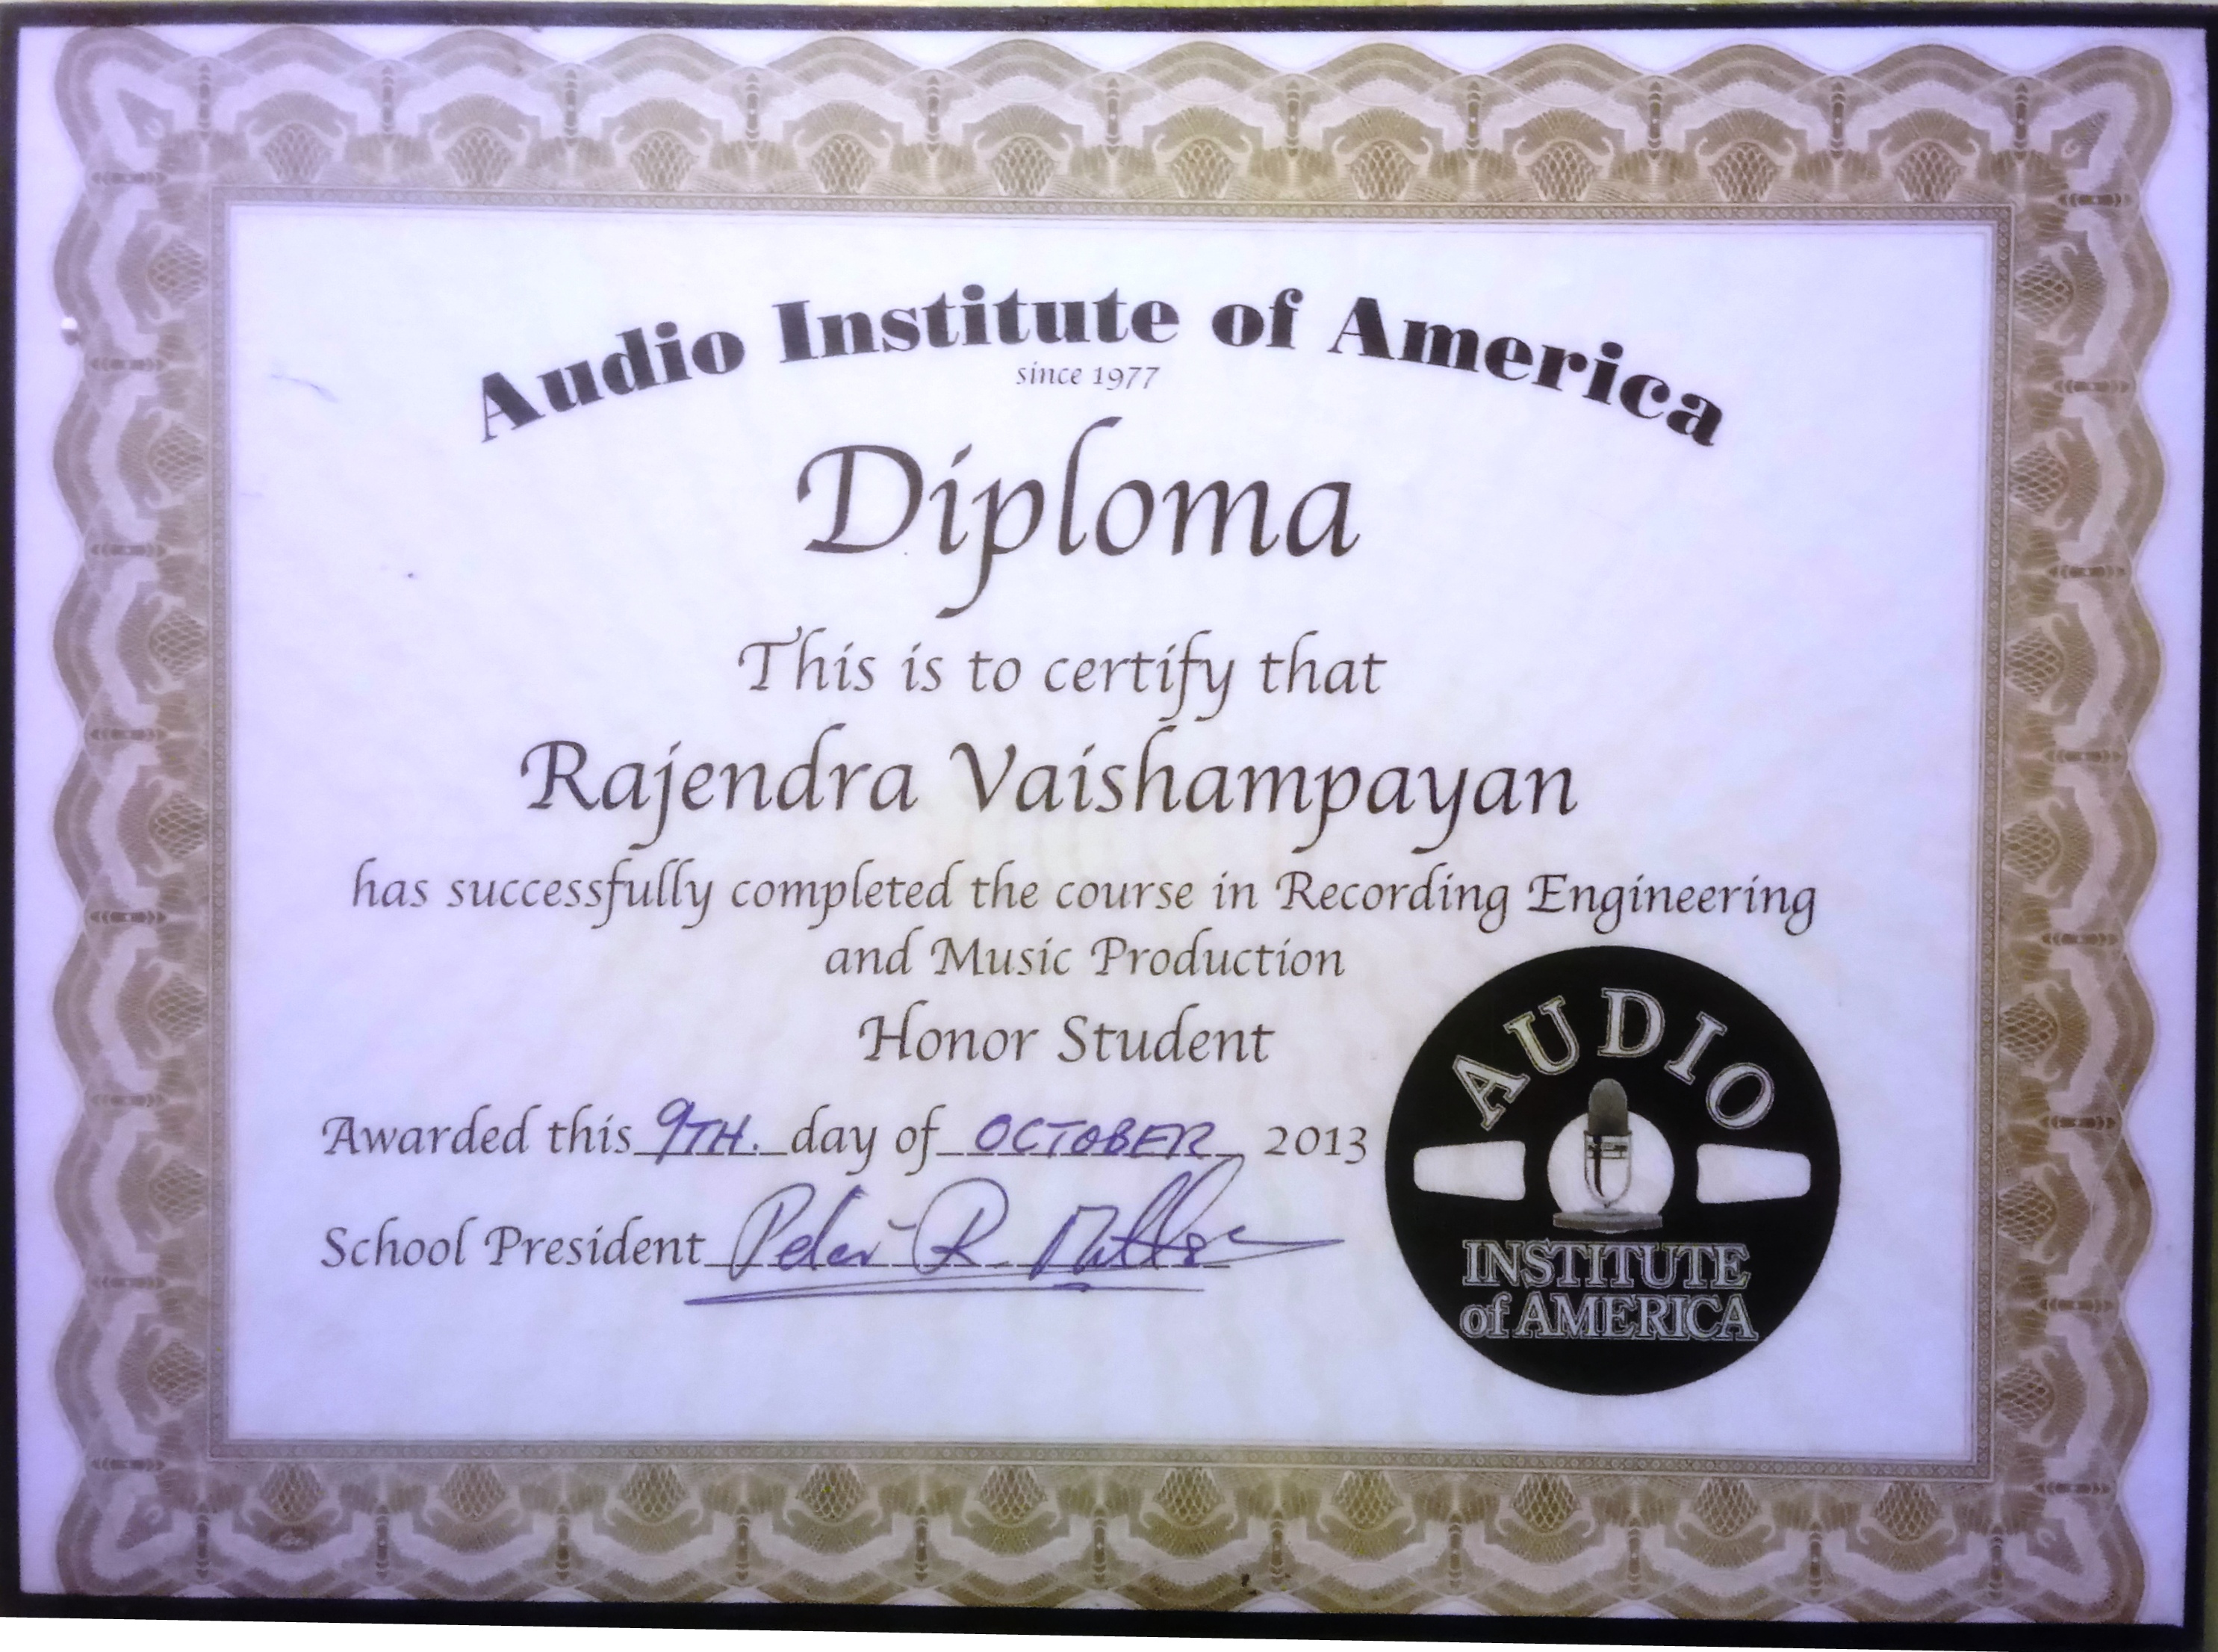 Audio Institute of America
since 1977
Diploma
This is to certify that
Rajendra Vaishampayan
has successfully completed the course in Recording Engineering
and Music Production
Honor Student
Awarded this 9TH. day of OCTOBER 2013
School President Peter R.
AUDIO
INSTITUTE
of AMERICA